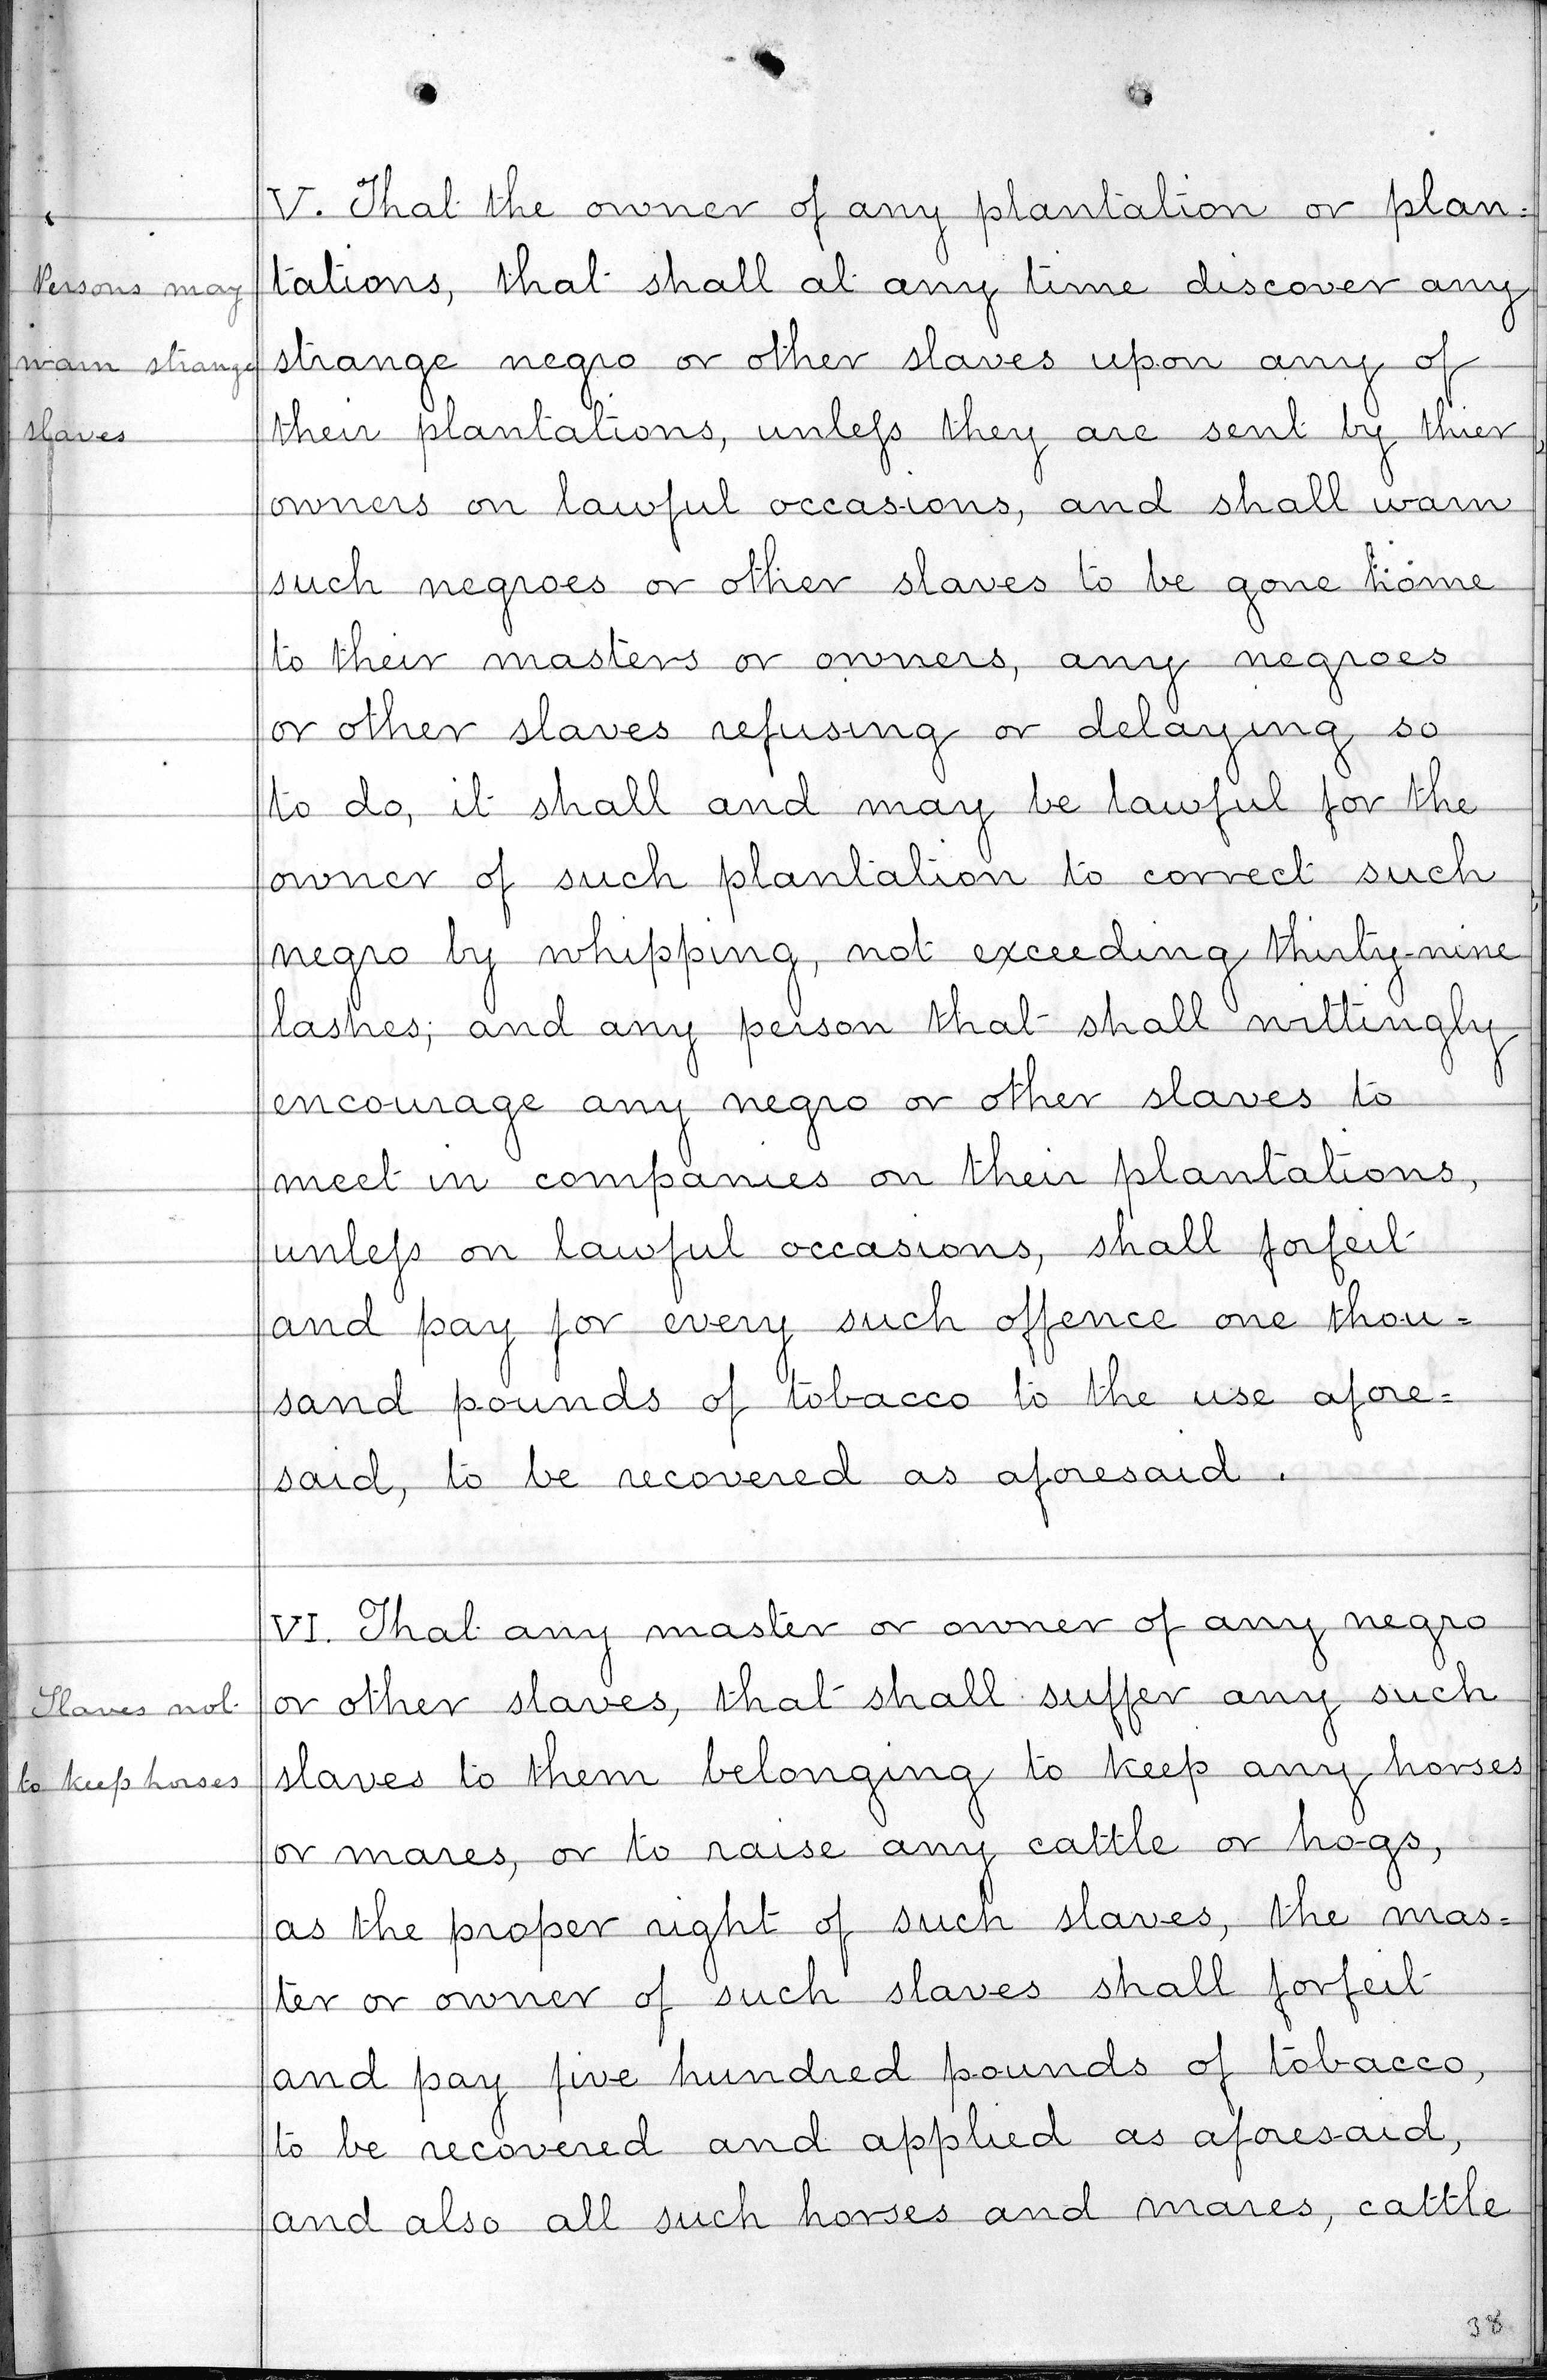 V. That the owner of any plantation or plan=
Persons may
tations, that shall at any time discover any
warn strange
strange negro or other slaves upon any of
slaves
their plantations, unleſs they are sent by thier
owners on lawful occasions, and shall warn
such negroes or other slaves to be gone home
to their masters or owners, any negroes
or other slaves refusing or delaying so
to do, it shall and may be lawful for the
owner of such plantation to correct such
negro by whipping, not exceeding thirty-nine
lashes; and any person that shall wittingly
encourage any negro or other slaves to
meet in companies on their plantations,
unleſs on lawful occasions, shall forfeit
and pay for every such offence one thou=
sand pounds of tobacco to the use afore=
said, to be recovered as aforesaid.
VI. That any master or owner of any negro
Slaves not
or other slaves, that shall suffer any such
to keep horses
slaves to them belonging to keep any horses
or mares, or to raise any cattle or hogs,
as the proper right of such slaves, the mas=
ter or owner of such slaves shall forfeit
and pay five hundred pounds of tobacco,
to be recovered and applied as aforesaid,
and also all such horses and mares, cattle
38